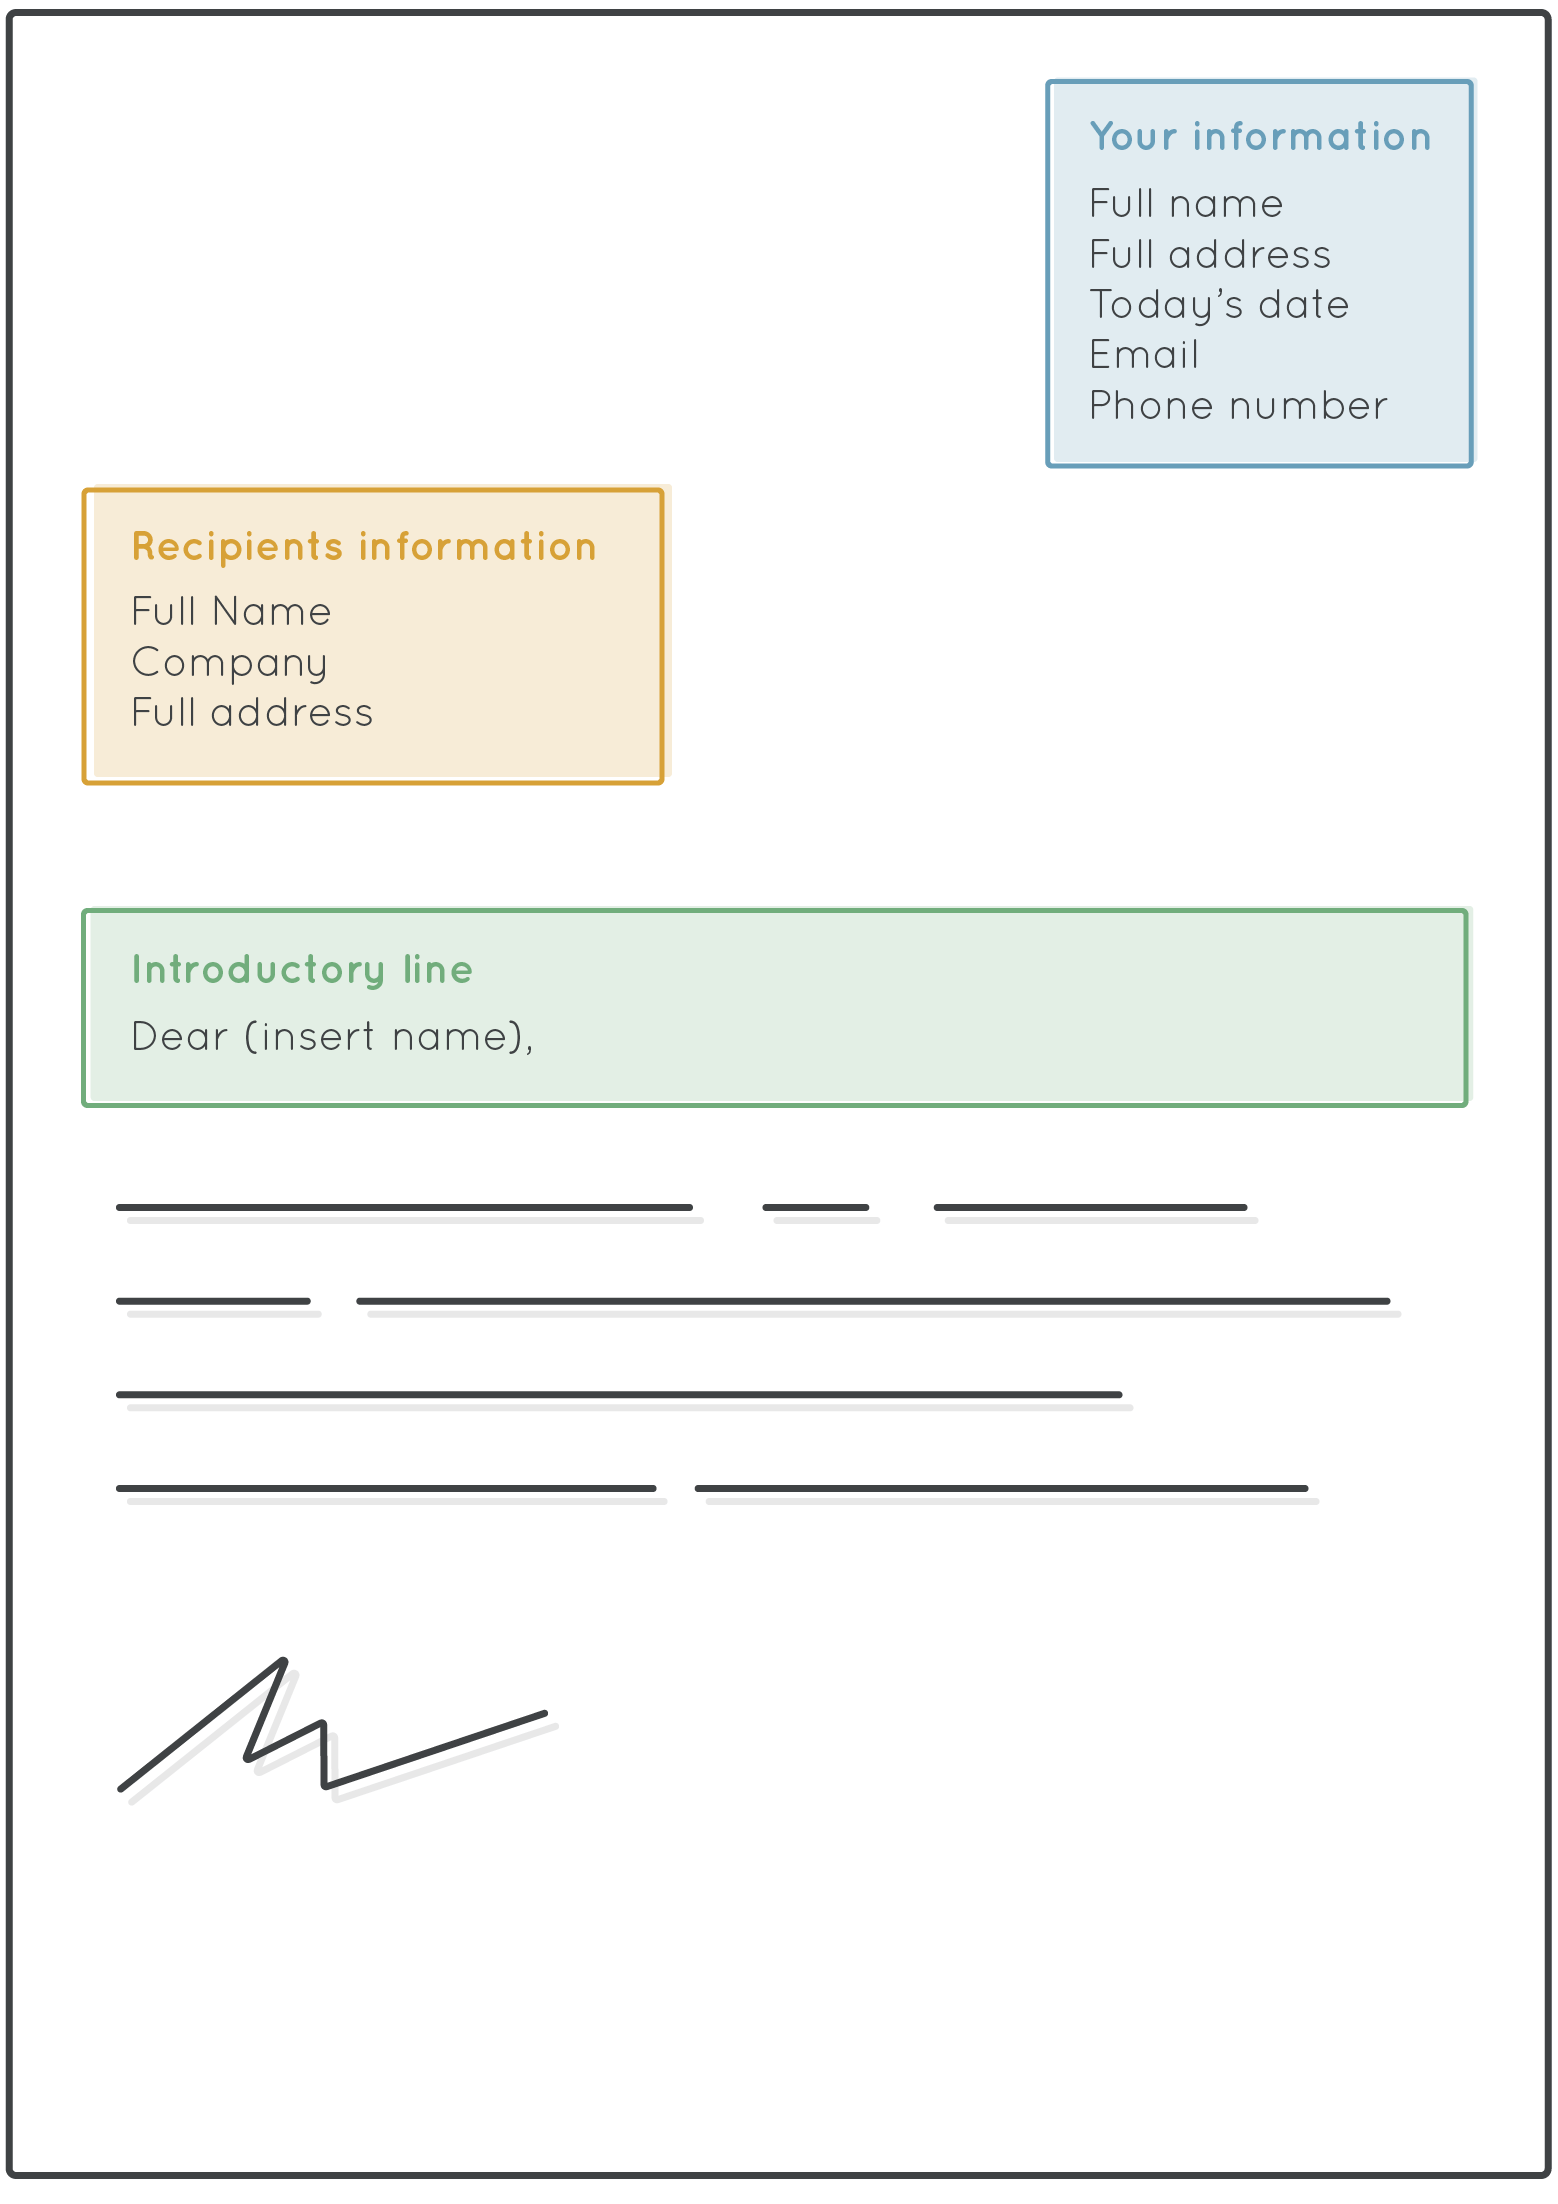 Your information
Full name
Full address
Today’s date
Email
Phone number
Recipients information
Full Name
Company
Full address
Introductory line
Dear (insert name),